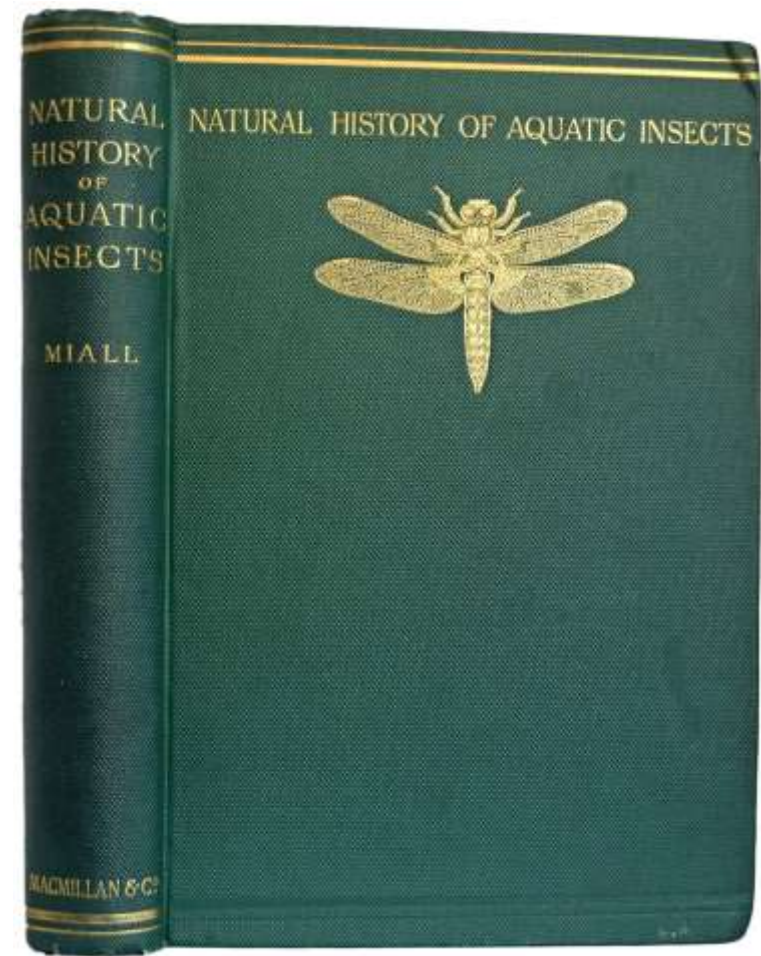 NATURAL
HISTORY
OF
AQUATIC
INSECTS
MIALL
MACMILLAN & Cº
NATURAL HISTORY OF AQUATIC INSECTS